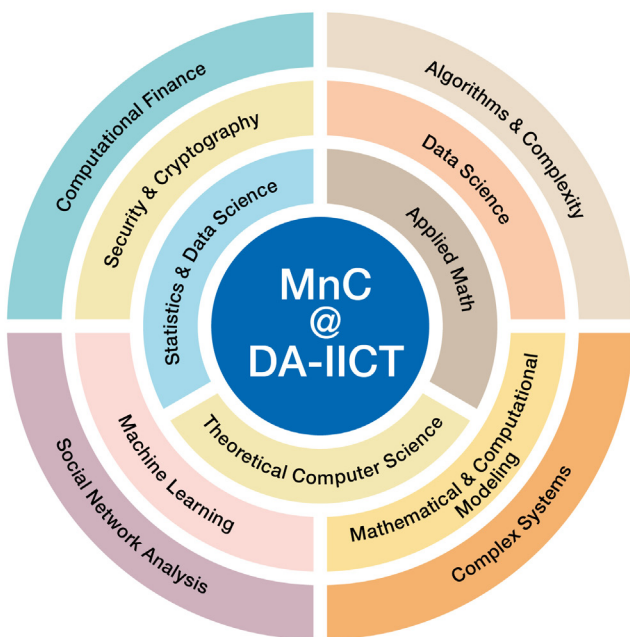 Computational Finance
Algorithms & Complexity
Security & Cryptography
Data Science
Statistics & Data Science
Applied Math
MnC
@
DA-IICT
Theoretical Computer Science
Machine Learning
Mathematical & Computational
Modeling
Social Network Analysis
Complex Systems